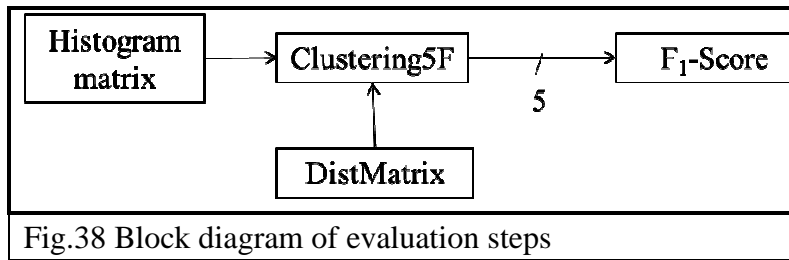 Histogram
matrix
Clustering5F
F₁-Score
5
DistMatrix
Fig.38 Block diagram of evaluation steps